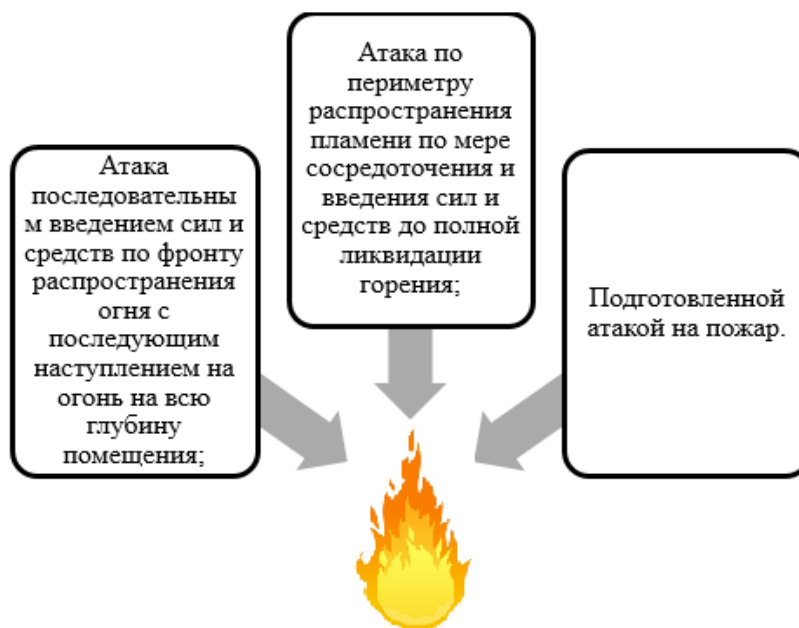 Атака
последовательны
м введением сил и
средств по фронту
распространения
огня с
последующим
наступлением на
огонь на всю
глубину
помещения;
Атака по
периметру
распространения
пламени по мере
сосредоточения и
введения сил и
средств до полной
ликвидации
горения;
Подготовленной
атакой на пожар.